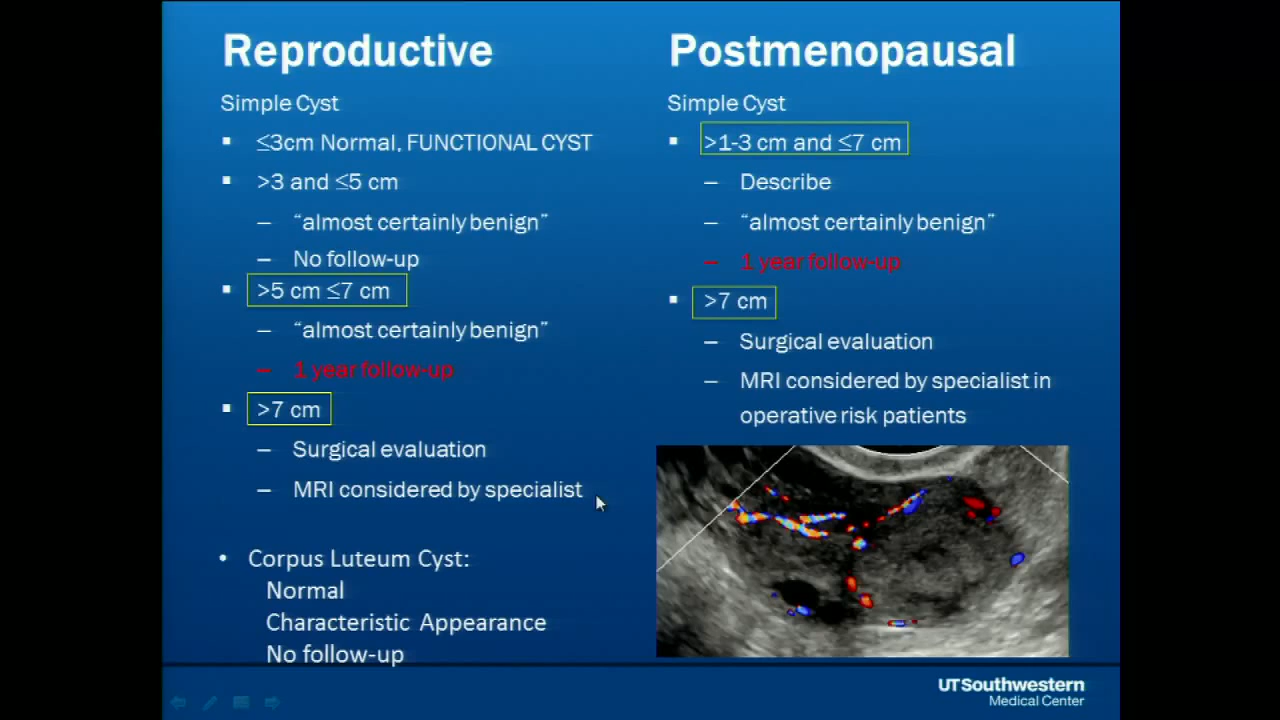 Reproductive
Simple Cyst
≤3cm Normal, FUNCTIONAL CYST
>3 and ≤5 cm
– “almost certainly benign”
– No follow-up
>5 cm ≤7 cm
– “almost certainly benign”
– 1 year follow-up
>7 cm
– Surgical evaluation
– MRI considered by specialist
Corpus Luteum Cyst:
Normal
Characteristic Appearance
No follow-up
Postmenopausal
Simple Cyst
>1-3 cm and ≤7 cm
– Describe
– “almost certainly benign”
– 1 year follow-up
>7 cm
– Surgical evaluation
– MRI considered by specialist in
operative risk patients
UTSouthwestern
Medical Center